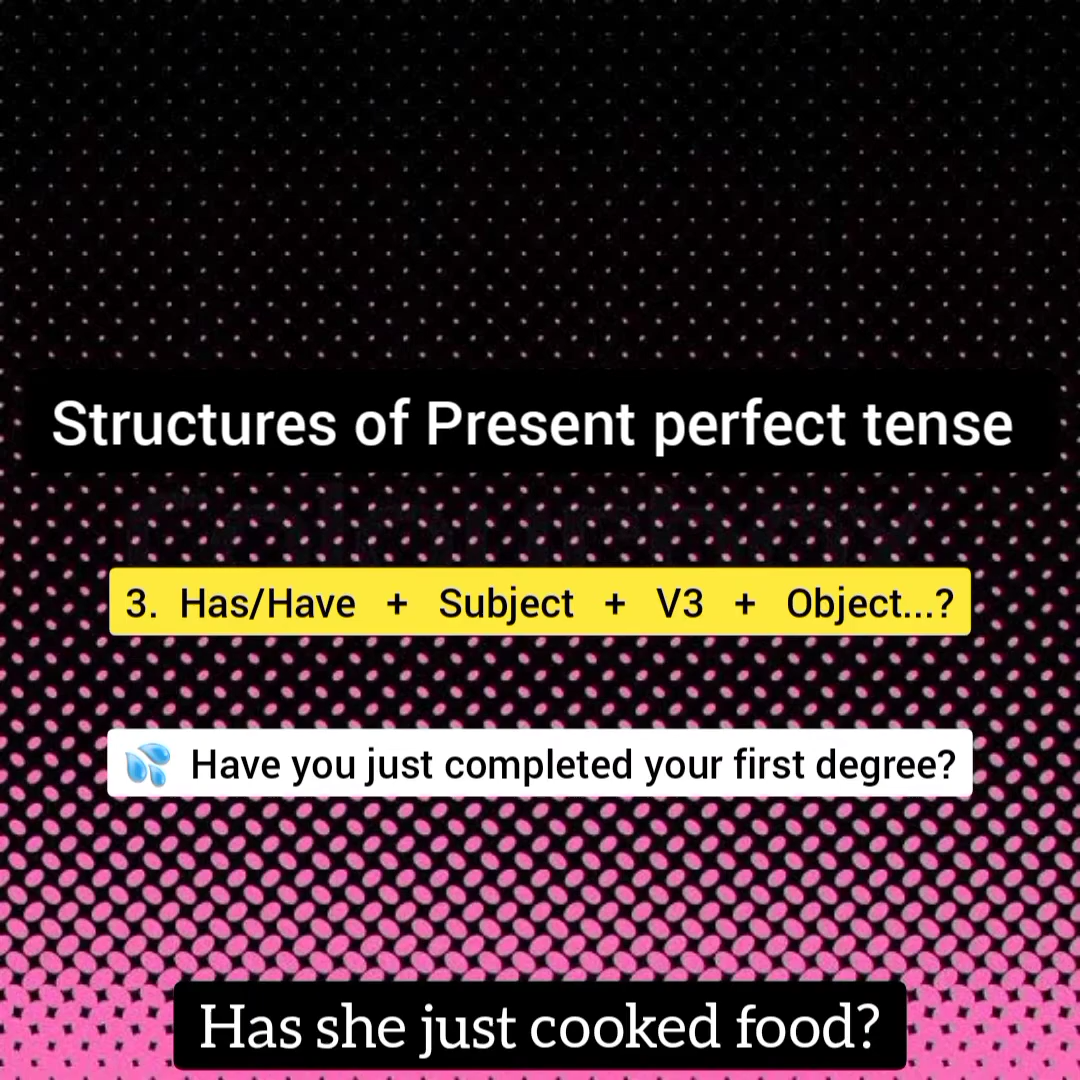 Structures of Present perfect tense
3. Has/Have + Subject + V3 + Object...?
💦 Have you just completed your first degree?
Has she just cooked food?